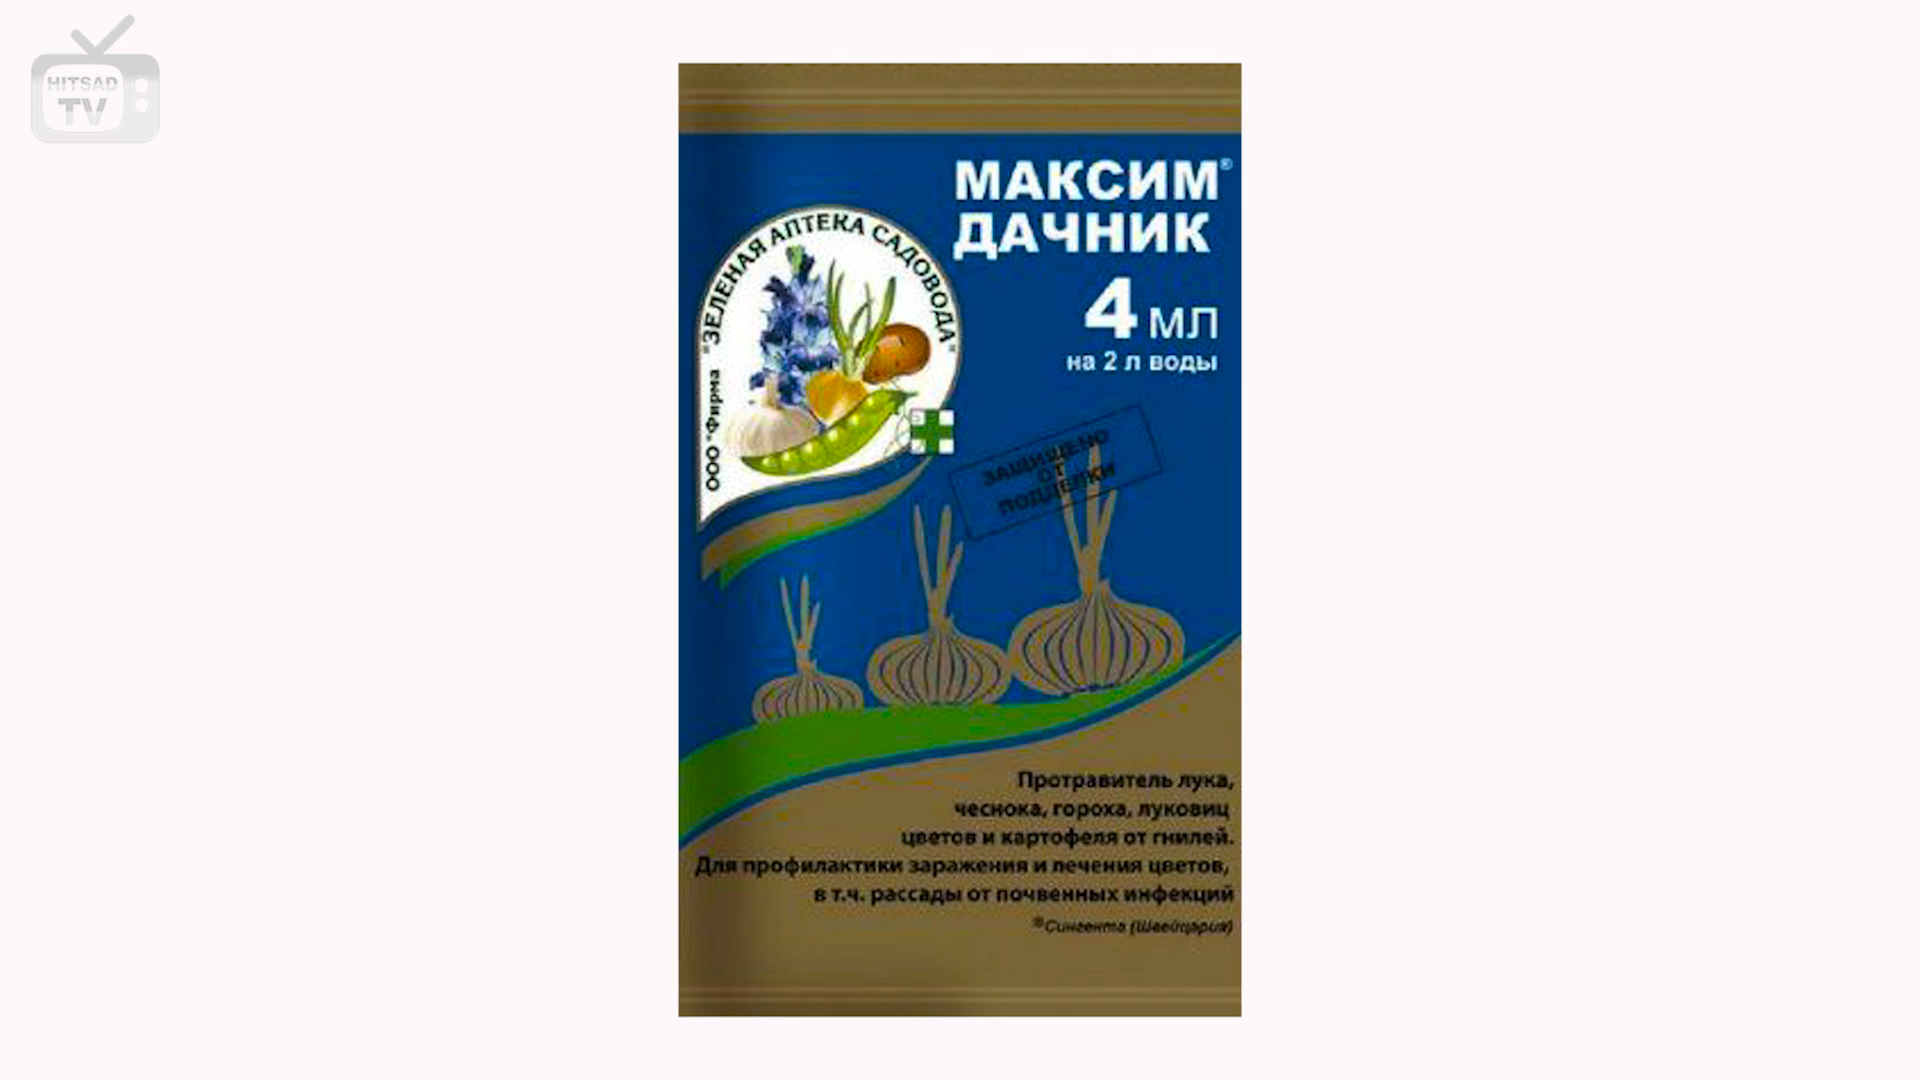 HITSAD
TV
МАКСИМ®
ДАЧНИК
4 мл
на 2 л воды
ООО "Фирма "ЗЕЛЕНАЯ АПТЕКА САДОВОДА"
ЗАЩИЩЕНО
ОТ
ПОДДЕЛКИ
Протравитель лука,
чеснока, гороха, луковиц
цветов и картофеля от гнилей.
Для профилактики заражения и лечения цветов,
в т.ч. рассады от почвенных инфекций
®Сингента (Швейцария)